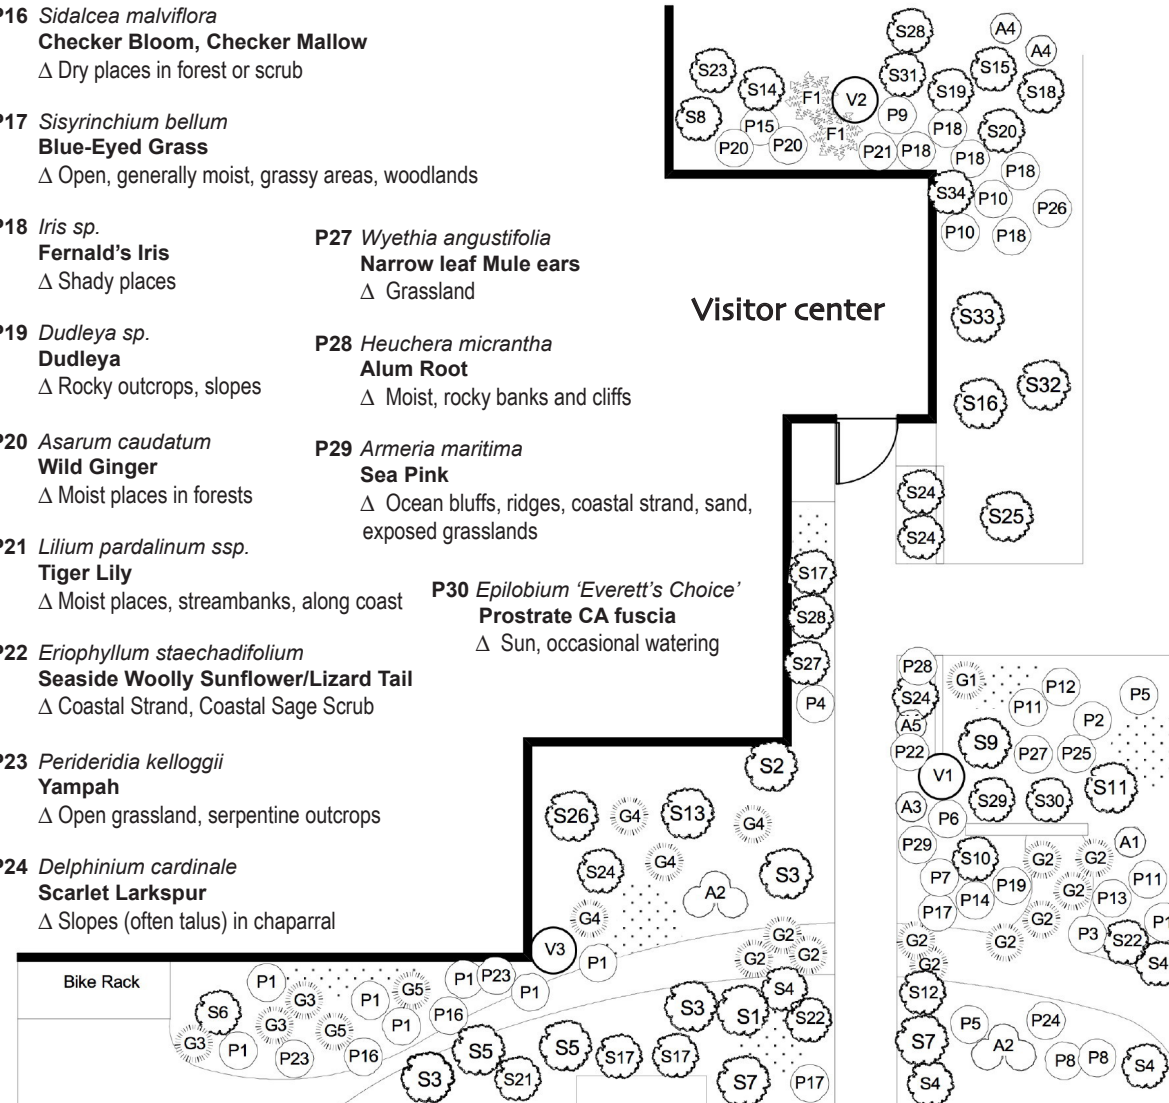 P16 Sidalcea malviflora
Checker Bloom, Checker Mallow
Δ Dry places in forest or scrub
P17 Sisyrinchium bellum
Blue-Eyed Grass
Δ Open, generally moist, grassy areas, woodlands
P18 Iris sp.
Fernald's Iris
Δ Shady places
P19 Dudleya sp.
Dudleya
Δ Rocky outcrops, slopes
P20 Asarum caudatum
Wild Ginger
Δ Moist places in forests
P21 Lilium pardalinum ssp.
Tiger Lily
Δ Moist places, streambanks, along coast
P22 Eriophyllum staechadifolium
Seaside Woolly Sunflower/Lizard Tail
Δ Coastal Strand, Coastal Sage Scrub
P23 Perideridia kelloggii
Yampah
Δ Open grassland, serpentine outcrops
P24 Delphinium cardinale
Scarlet Larkspur
Δ Slopes (often talus) in chaparral
P27 Wyethia angustifolia
Narrow leaf Mule ears
Δ Grassland
P28 Heuchera micrantha
Alum Root
Δ Moist, rocky banks and cliffs
P29 Armeria maritima
Sea Pink
Δ Ocean bluffs, ridges, coastal strand, sand,
exposed grasslands
P30 Epilobium 'Everett's Choice'
Prostrate CA fuscia
Δ Sun, occasional watering
S28 A4
A4
S23 S14 F1 V2 S31 S19 S15 S18
S8 P15 F1 P9 P18 S20
P20 P20 P21 P18 P18 P18
S34 P10 P26
P10 P18
Visitor center
S33
S16 S32
S24 S25
S24
S17
S28
S27
P4
P28 G1 P12 P5
S24 P11 P2
A5
P22 S9 P27 P25
V1 S11
A3 S29 S30
P6
P29 S10 G2 G2 A1
P7 P14 P19 G2 P13 P11
P17 G2 P3 S22
G2 G2 S4
G2
S12
S7 P5 A2 P24
P8 P8 S4
S4
S2
S26 G4 S13 G4
S24 G4 S3
A2
G4
V3 P1 G2
G2 G2
Bike Rack
P1 G3 P1 G5 P1 P23 P1
S6 G3 G5 P1 P16
G3 P1 P23 P16
S3 S1 S4 S22
S5 S5 S17 S17
S3 S21 S7 P17